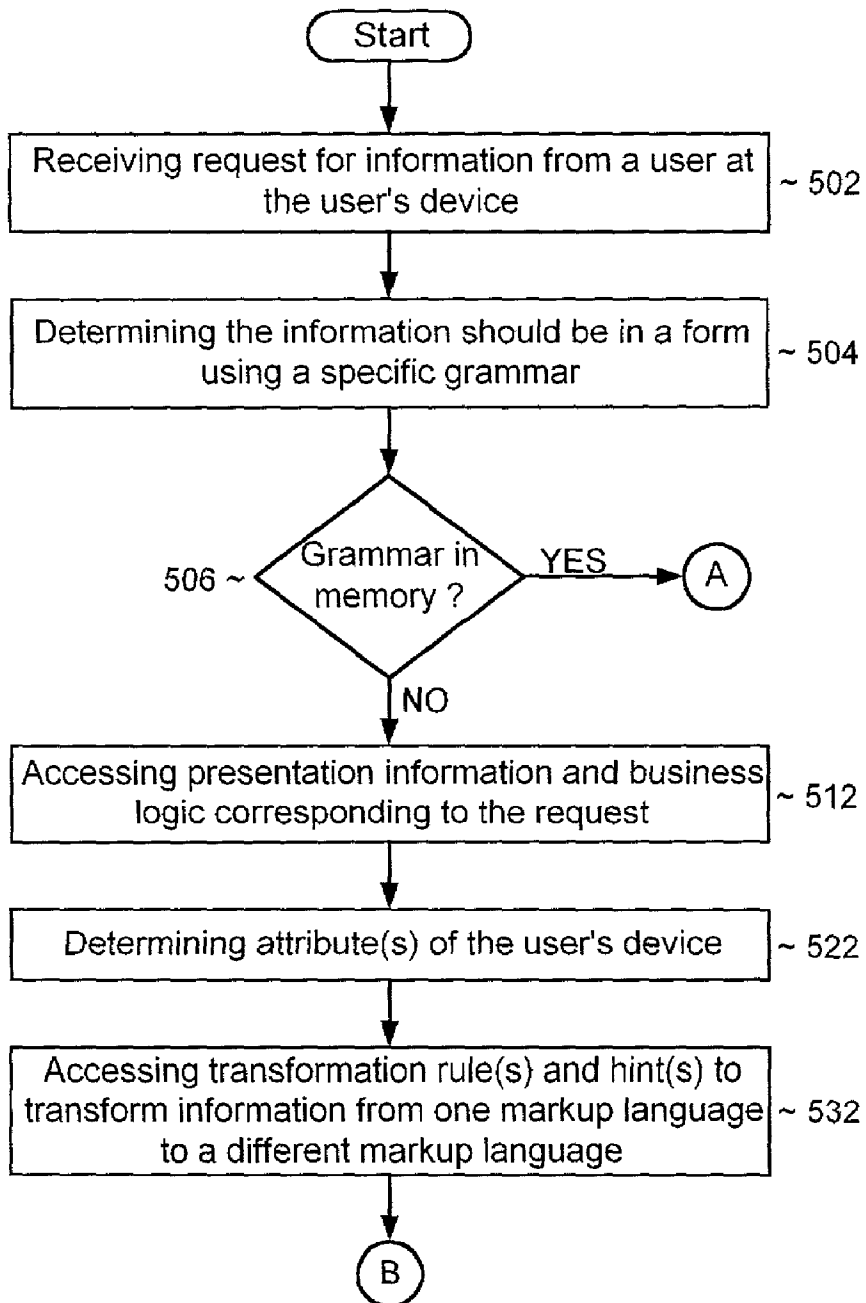 Start
Receiving request for information from a user at
the user's device
~ 502
Determining the information should be in a form
using a specific grammar
~ 504
Grammar in
memory ?
506 ~
YES
A
NO
Accessing presentation information and business
logic corresponding to the request
~ 512
Determining attribute(s) of the user's device
~ 522
Accessing transformation rule(s) and hint(s) to
transform information from one markup language
to a different markup language
~ 532
B